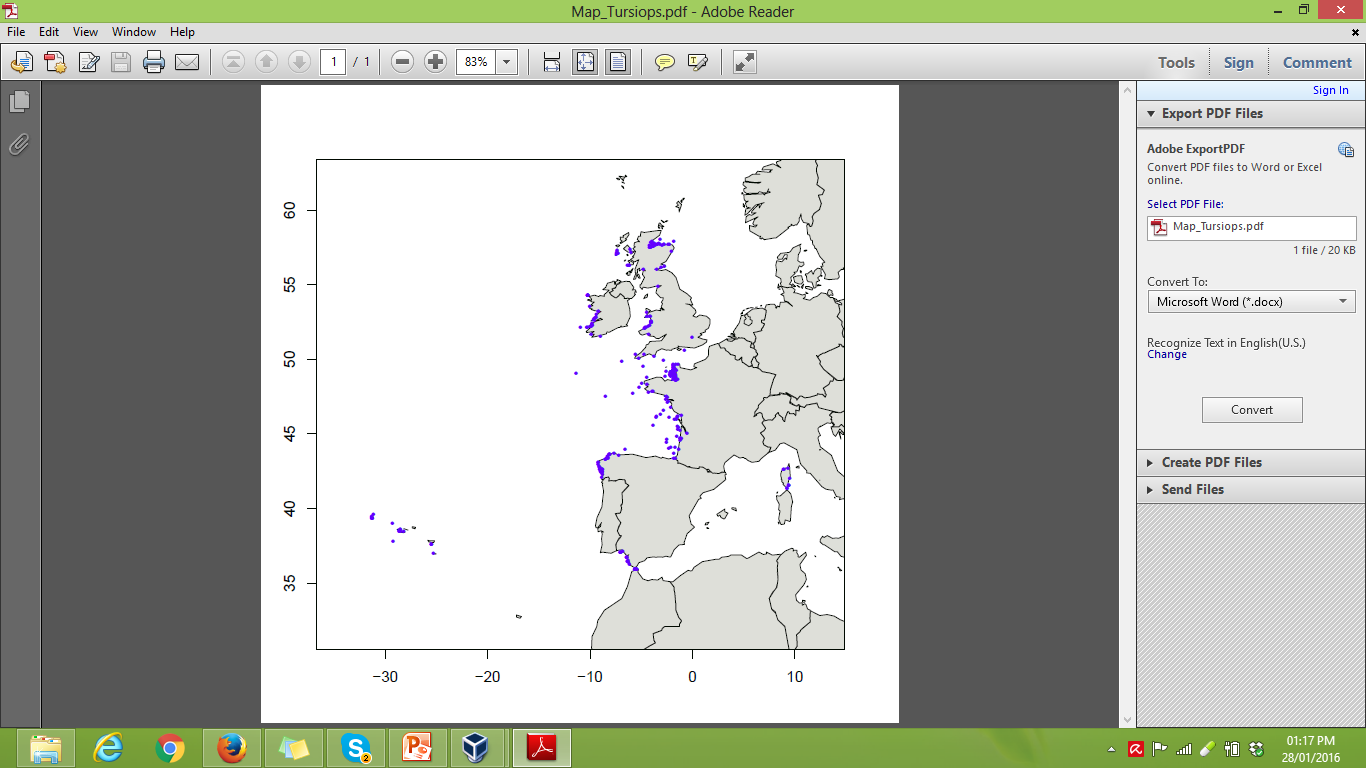 Map_Tursiops.pdf - Adobe Reader
File Edit View Window Help
1 / 1 83% Tools Sign Comment
Sign In
Export PDF Files
Adobe ExportPDF
Convert PDF files to Word or Excel
online.
Select PDF File:
Map_Tursiops.pdf
1 file / 20 KB
Convert To:
Microsoft Word (*.docx)
Recognize Text in English(U.S.)
Change
Convert
Create PDF Files
Send Files
60
55
50
45
40
35
−30 −20 −10 0 10
2
01:17 PM
28/01/2016